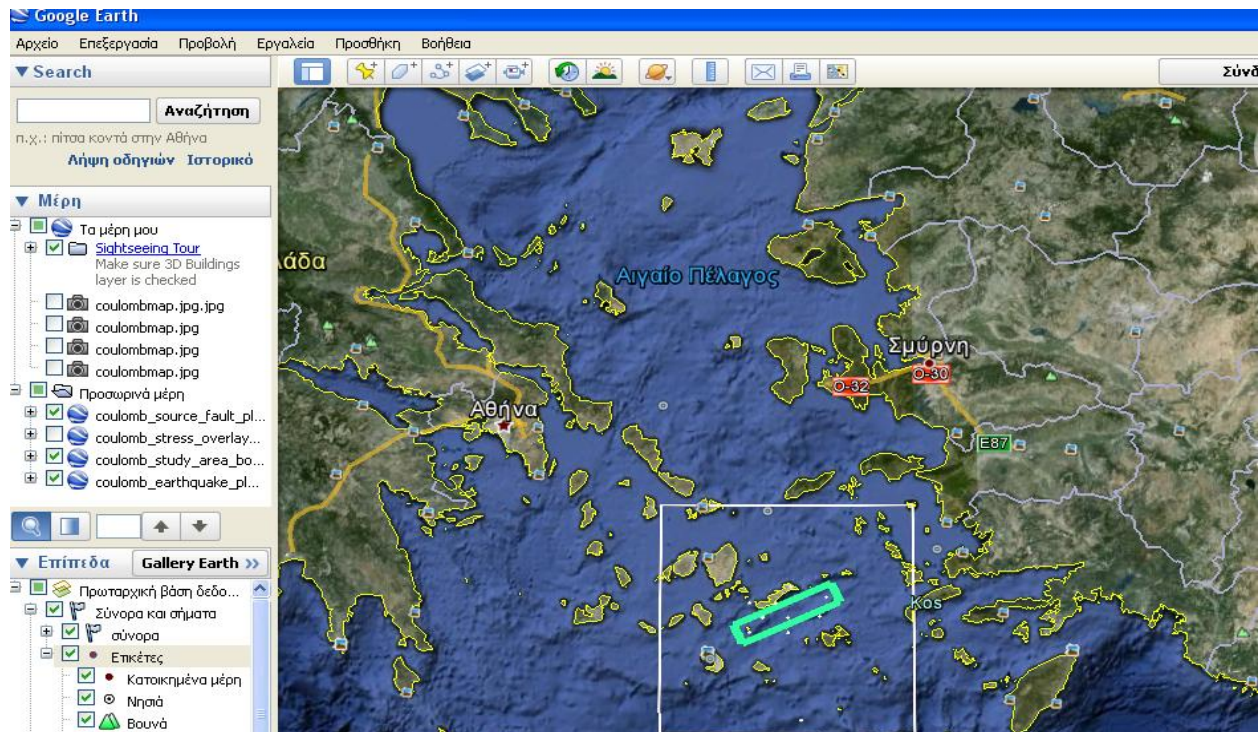 Google Earth
Αρχείο Επεξεργασία Προβολή Εργαλεία Προσθήκη Βοήθεια
Search
Αναζήτηση
π.χ.: πίτσα κοντά στην Αθήνα
Λήψη οδηγιών Ιστορικό
Μέρη
Τα μέρη μου
Sightseeing Tour
Make sure 3D Buildings
layer is checked
coulombmap.jpg.jpg
coulombmap.jpg
coulombmap.jpg
coulombmap.jpg
Προσωρινά μέρη
coulomb_source_fault_pl...
coulomb_stress_overlay...
coulomb_study_area_bo...
coulomb_earthquake_pl...
Επίπεδα Gallery Earth >>
Πρωταρχική βάση δεδο...
Σύνορα και σήματα
σύνορα
Ετικέτες
Κατοικημένα μέρη
Νησιά
Βουνά
Σύνδ
λάδα
Αιγαίο Πέλαγος
Σμύρνη
O-32 O-30
Αθήνα
E87
Kos